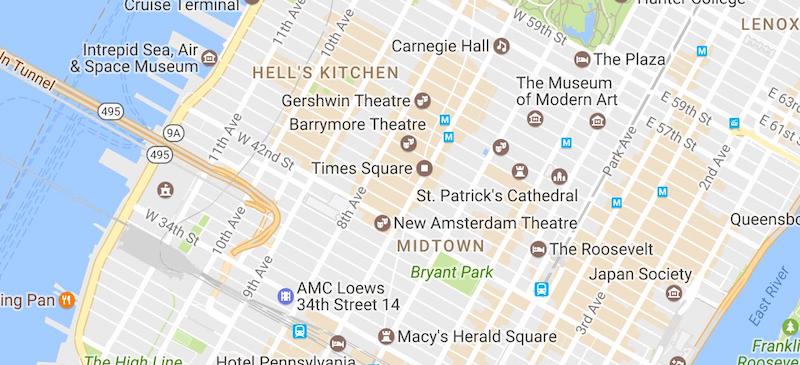 Cruise Terminal
Hunter College
11th Ave
9th Ave
W 59th St
LENOX
Intrepid Sea, Air
& Space Museum
Carnegie Hall
The Plaza
HELL'S KITCHEN
The Museum
of Modern Art
In Tunnel
Gershwin Theatre
E 59th St
E 63r
495
Barrymore Theatre
E 57th St
E 61st
9A
11th Ave
Park Ave
495
W 42nd St
Times Square
2nd Ave
St. Patrick's Cathedral
8th Ave
W 34th St
10th Ave
New Amsterdam Theatre
Queensbo
MIDTOWN
The Roosevelt
9th Ave
Bryant Park
Japan Society
East River
AMC Loews
34th Street 14
ing Pan
3rd Ave
Macy's Herald Square
Frankli
Roosev
The High Line
Hotel Pennsylvania